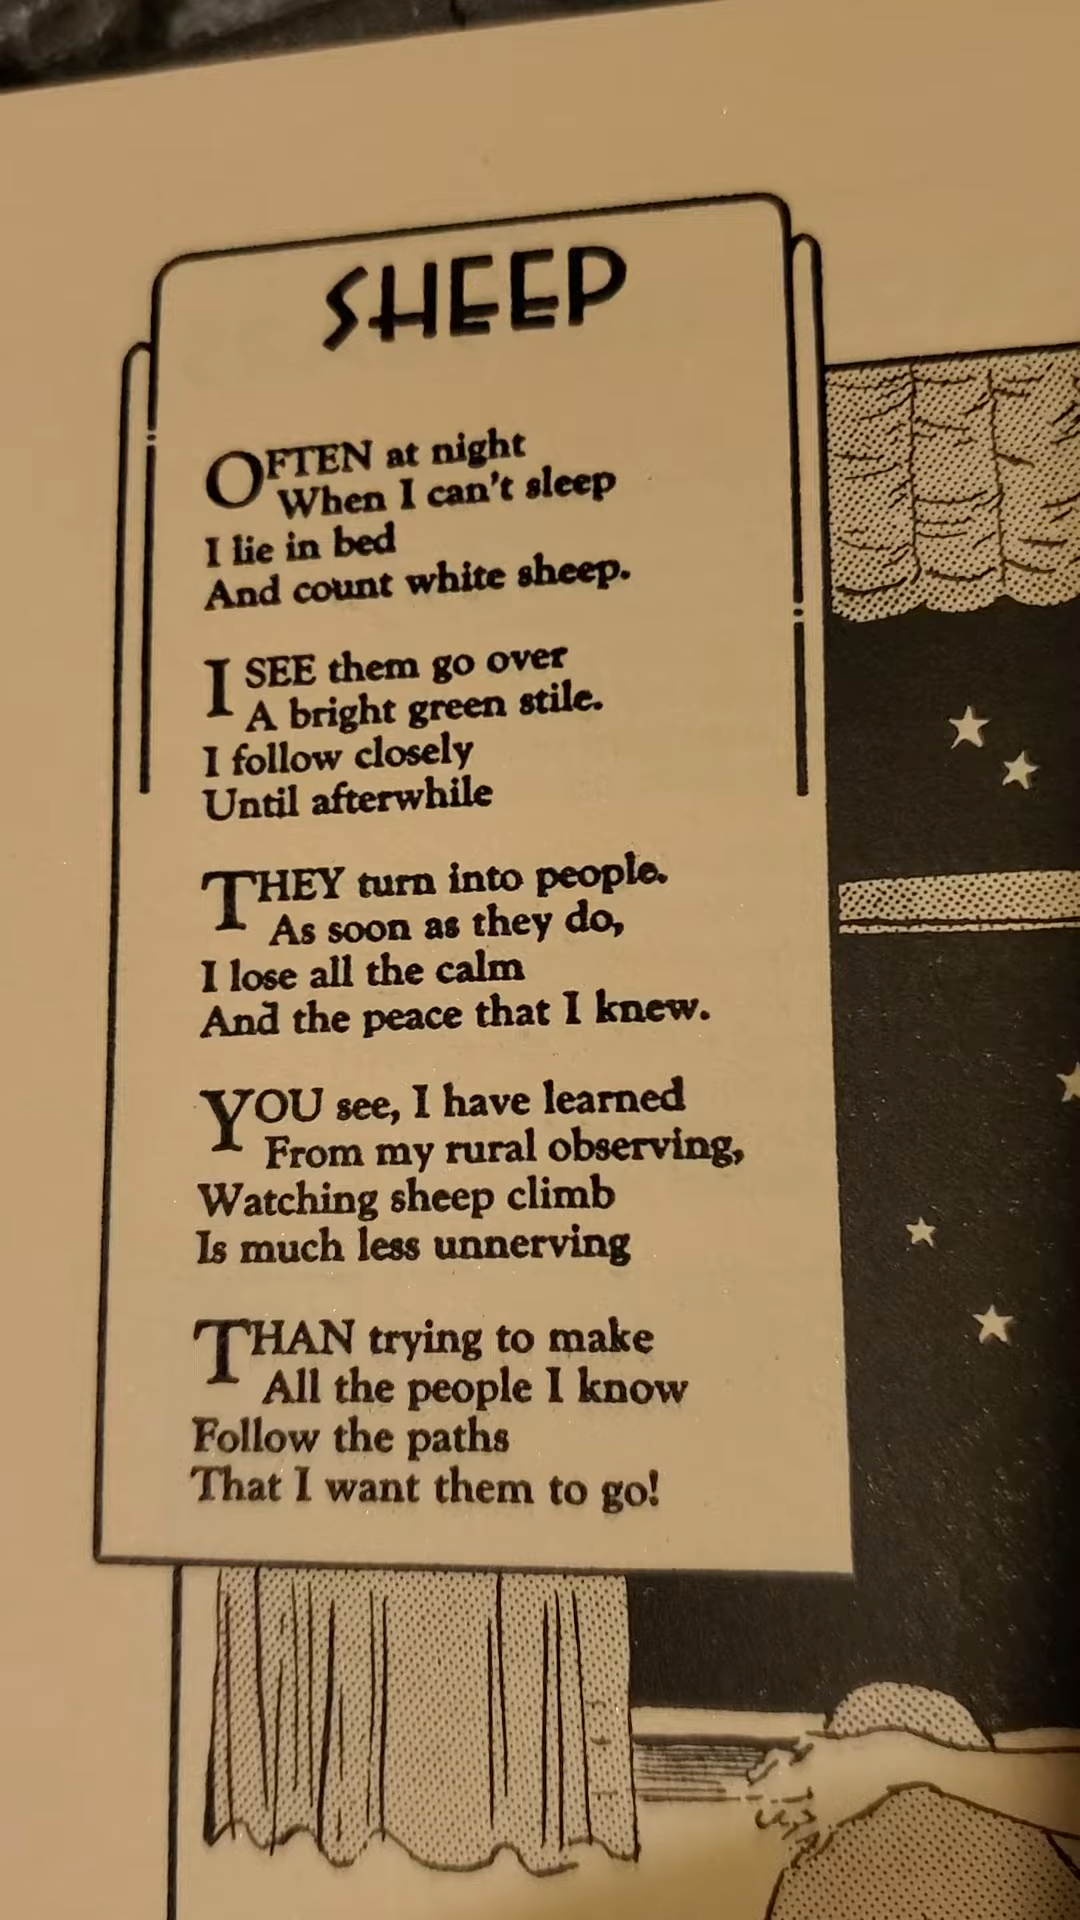 SHEEP
OFTEN at night
When I can't sleep
I lie in bed
And count white sheep.
I SEE them go over
A bright green stile.
I follow closely
Until afterwhile
THEY turn into people.
As soon as they do,
I lose all the calm
And the peace that I knew.
YOU see, I have learned
From my rural observing,
Watching sheep climb
Is much less unnerving
THAN trying to make
All the people I know
Follow the paths
That I want them to go!